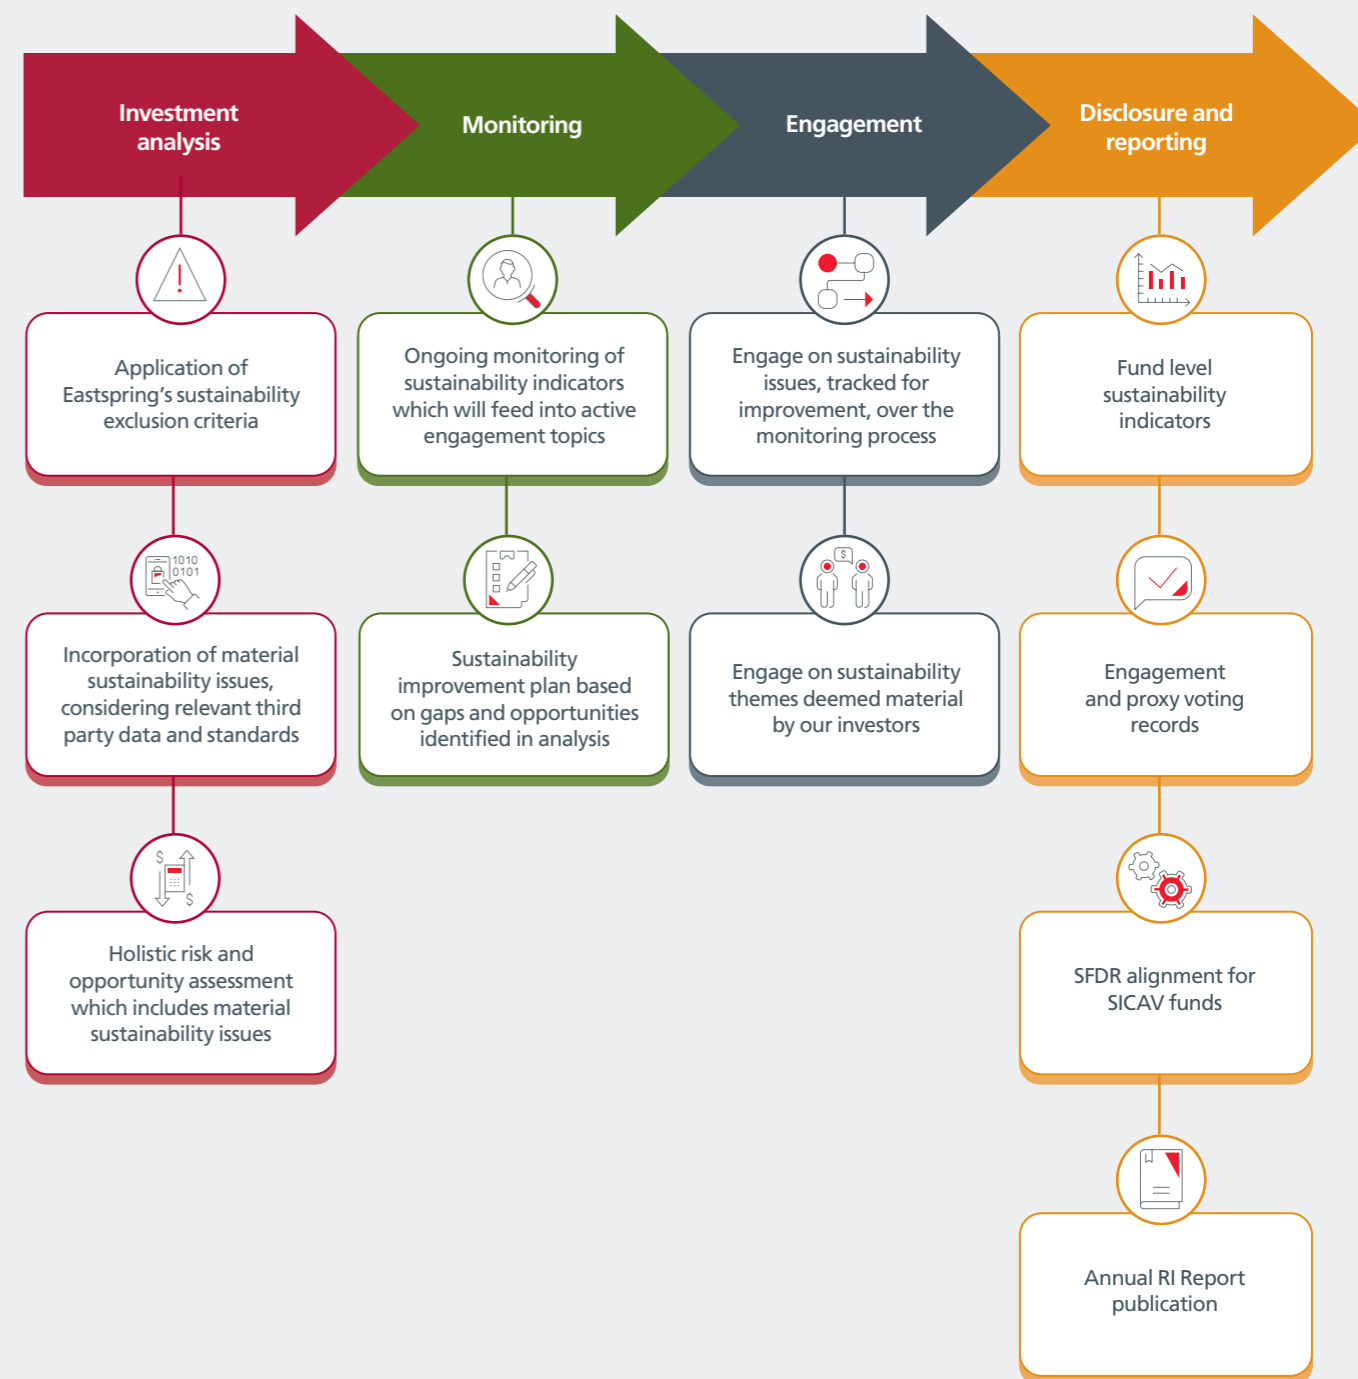 Investment
analysis
Monitoring
Engagement
Disclosure and
reporting
Application of
Eastspring’s sustainability
exclusion criteria
Ongoing monitoring of
sustainability indicators
which will feed into active
engagement topics
Engage on sustainability
issues, tracked for
improvement, over the
monitoring process
Fund level
sustainability
indicators
1010
0101
$
Incorporation of material
sustainability issues,
considering relevant third
party data and standards
Sustainability
improvement plan based
on gaps and opportunities
identified in analysis
Engage on sustainability
themes deemed material
by our investors
Engagement
and proxy voting
records
$
$
Holistic risk and
opportunity assessment
which includes material
sustainability issues
SFDR alignment for
SICAV funds
Annual RI Report
publication